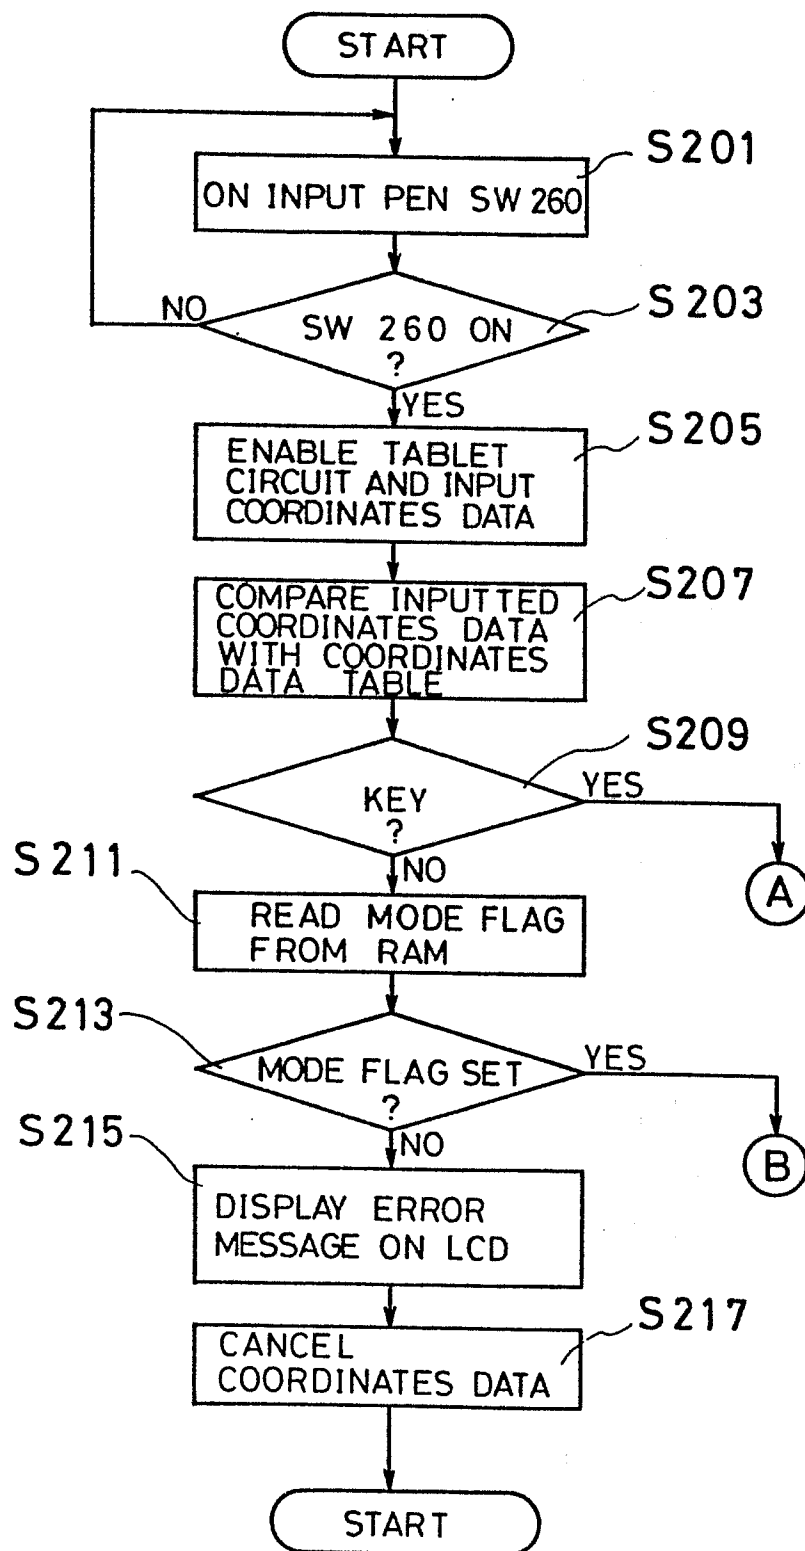 START
S201
ON INPUT PEN SW 260
S203
NO
SW 260 ON
?
YES
S205
ENABLE TABLET
CIRCUIT AND INPUT
COORDINATES DATA
S207
COMPARE INPUTTED
COORDINATES DATA
WITH COORDINATES
DATA TABLE
S209
YES
KEY
?
A
S211
NO
READ MODE FLAG
FROM RAM
S213
YES
MODE FLAG SET
?
B
S215
NO
DISPLAY ERROR
MESSAGE ON LCD
S217
CANCEL
COORDINATES DATA
START